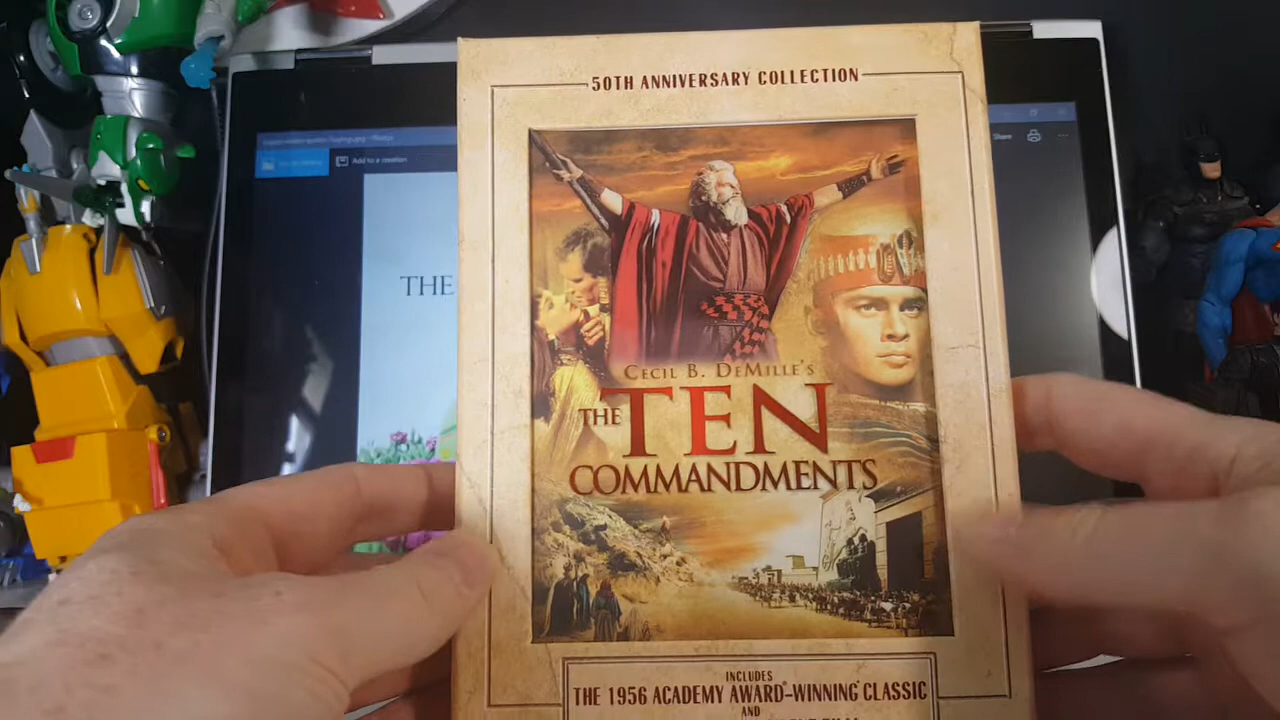 50TH ANNIVERSARY COLLECTION
Share
Add to a creation
THE
CECIL B. DEMILLE'S
THE TEN
COMMANDMENTS
INCLUDES
THE 1956 ACADEMY AWARD®-WINNING CLASSIC
AND